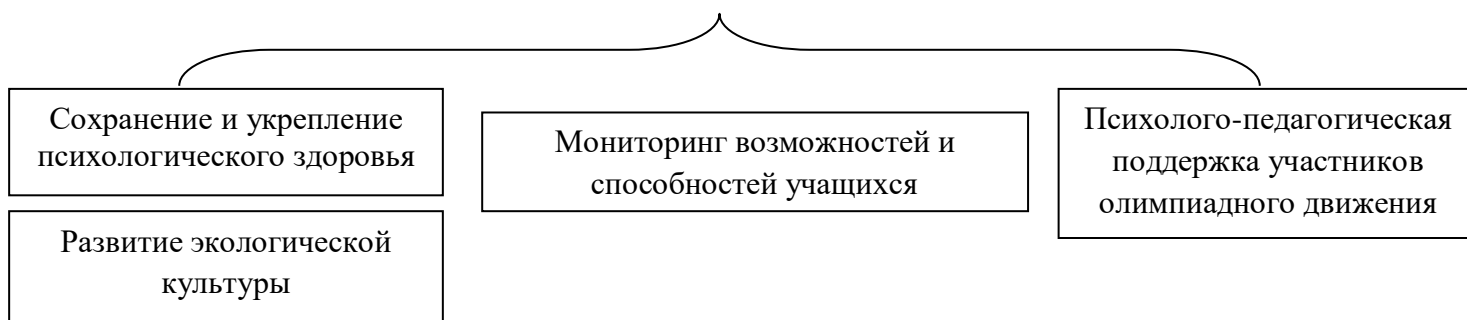 Сохранение и укрепление
психологического здоровья
Мониторинг возможностей и
способностей учащихся
Психолого-педагогическая
поддержка участников
олимпиадного движения
Развитие экологической
культуры